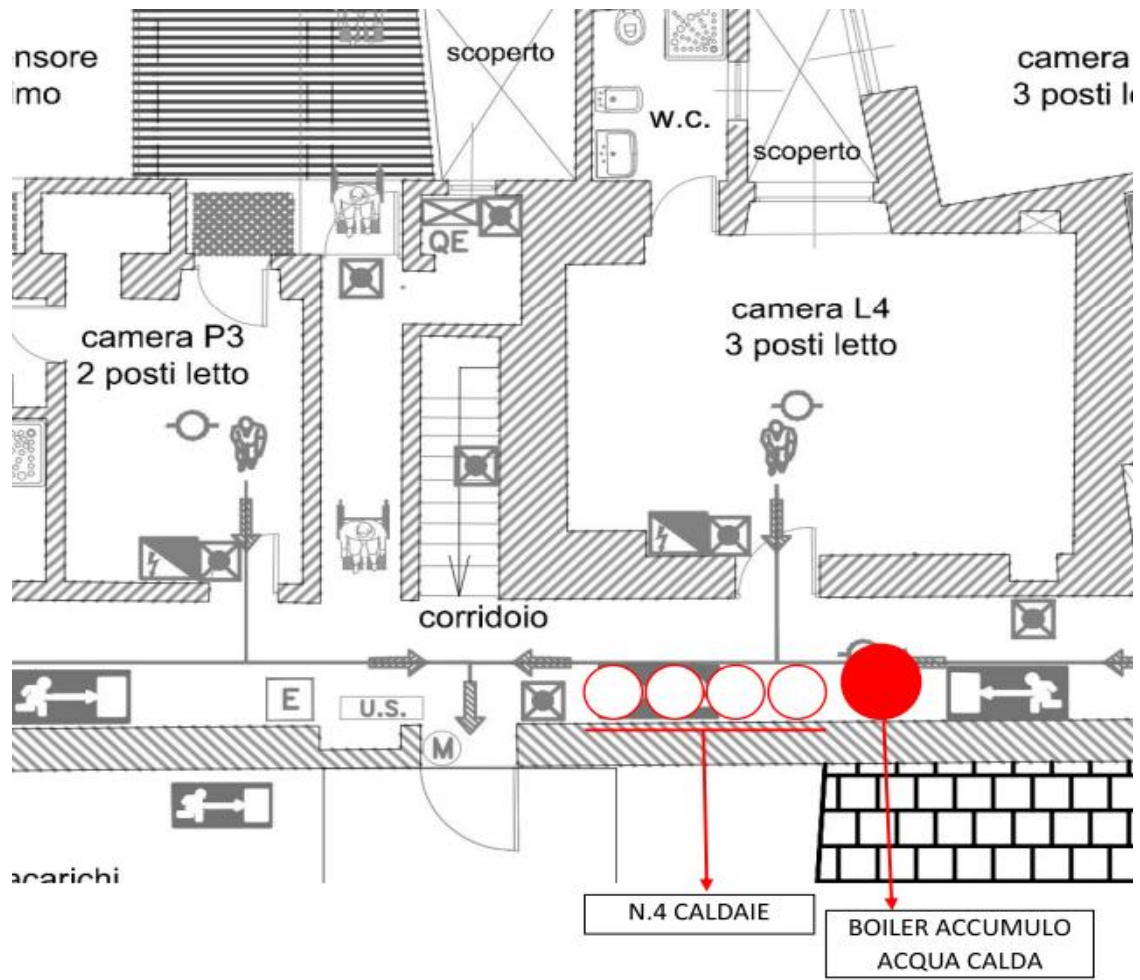 ensore
imo
scoperto
camera
3 posti l
w.c.
scoperto
QE
camera P3
2 posti letto
camera L4
3 posti letto
corridoio
E
U.S.
M
acarichi
N.4 CALDAIE
BOILER ACCUMULO
ACQUA CALDA